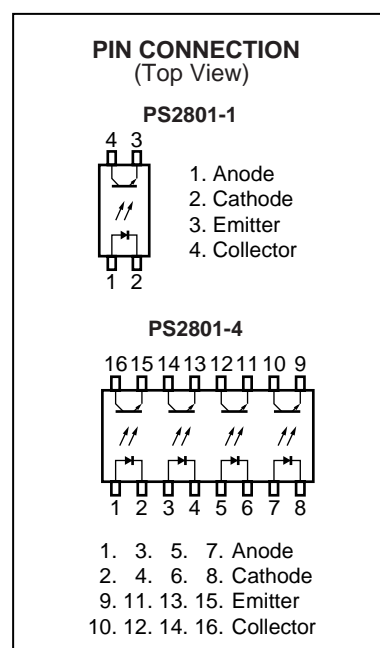 PIN CONNECTION
(Top View)
PS2801-1
4 3
1. Anode
2. Cathode
3. Emitter
4. Collector
1 2
PS2801-4
16 15 14 13 12 11 10 9
1 2 3 4 5 6 7 8
1. 3. 5. 7. Anode
2. 4. 6. 8. Cathode
9. 11. 13. 15. Emitter
10. 12. 14. 16. Collector